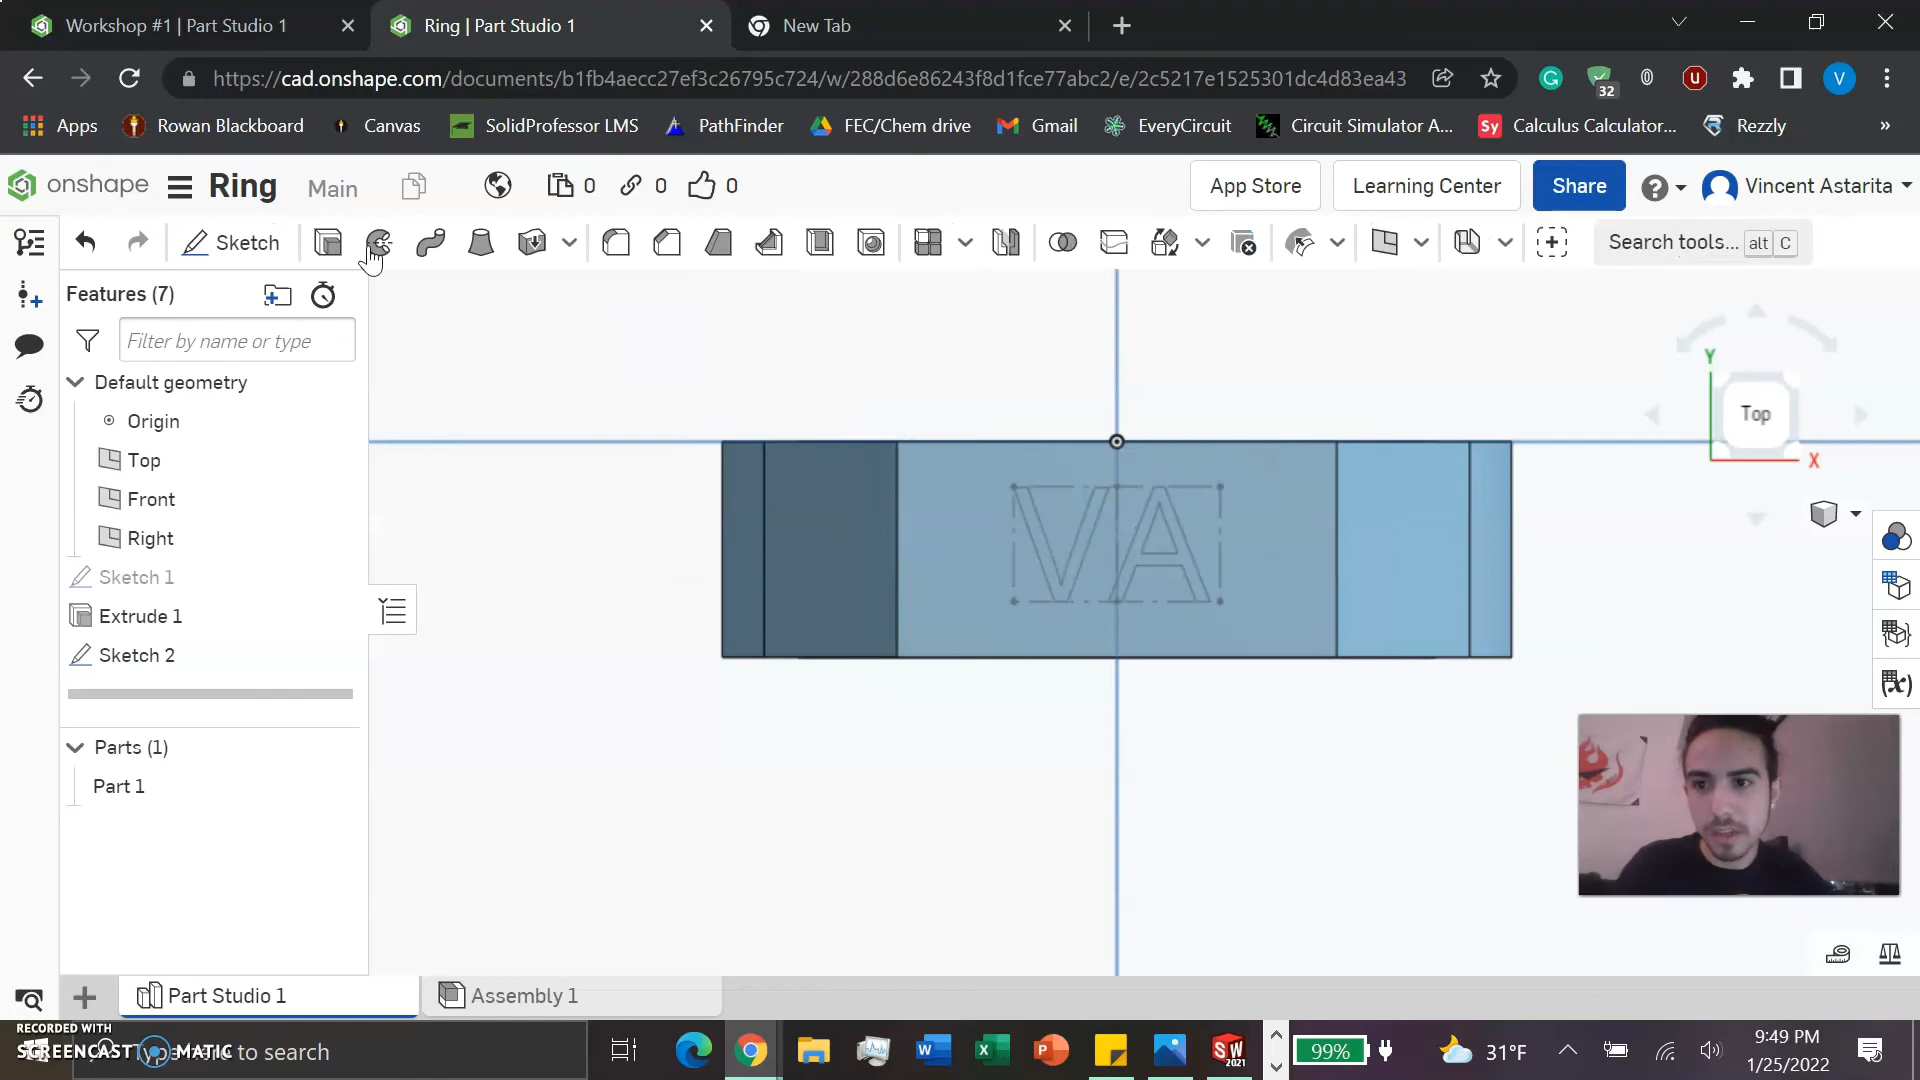 Workshop #1 | Part Studio 1
Ring | Part Studio 1
New Tab
https://cad.onshape.com/documents/b1fb4aecc27ef3c26795c724/w/288d6e86243f8d1fce77abc2/e/2c5217e1525301dc4d83ea43
32
V
Apps
Rowan Blackboard
Canvas
SolidProfessor LMS
PathFinder
FEC/Chem drive
Gmail
EveryCircuit
Circuit Simulator A...
Sy
Calculus Calculator...
Rezzly
»
onshape
Ring
Main
0
0
0
App Store
Learning Center
Share
Vincent Astarita
Sketch
Search tools... alt C
Features (7)
Filter by name or type
Default geometry
Origin
Top
Front
Right
Sketch 1
Extrude 1
Sketch 2
Parts (1)
Part 1
VA
Y
Top
X
(x)
Part Studio 1
Assembly 1
RECORDED WITH
SCREENCAST MATIC
to search
SW
2021
99%
31°F
9:49 PM
1/25/2022